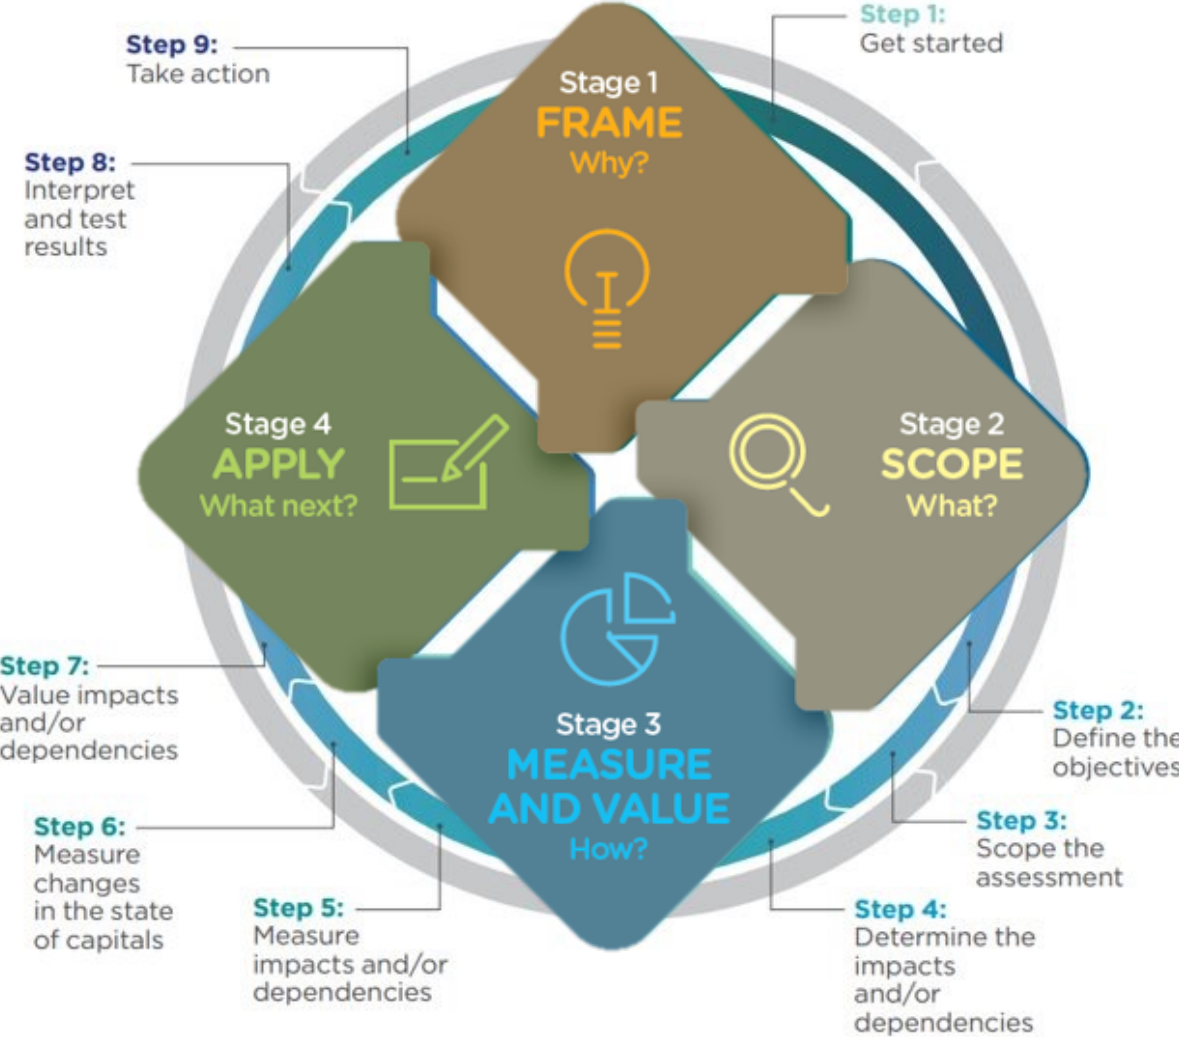 Step 1:
Get started
Stage 1
FRAME
Why?
Stage 2
SCOPE
What?
Step 2:
Define the
objectives
Step 3:
Scope the
assessment
Step 4:
Determine the
impacts
and/or
dependencies
Stage 3
MEASURE
AND VALUE
How?
Step 5:
Measure
impacts and/or
dependencies
Step 6:
Measure
changes
in the state
of capitals
Step 7:
Value impacts
and/or
dependencies
Stage 4
APPLY
What next?
Step 8:
Interpret
and test
results
Step 9:
Take action